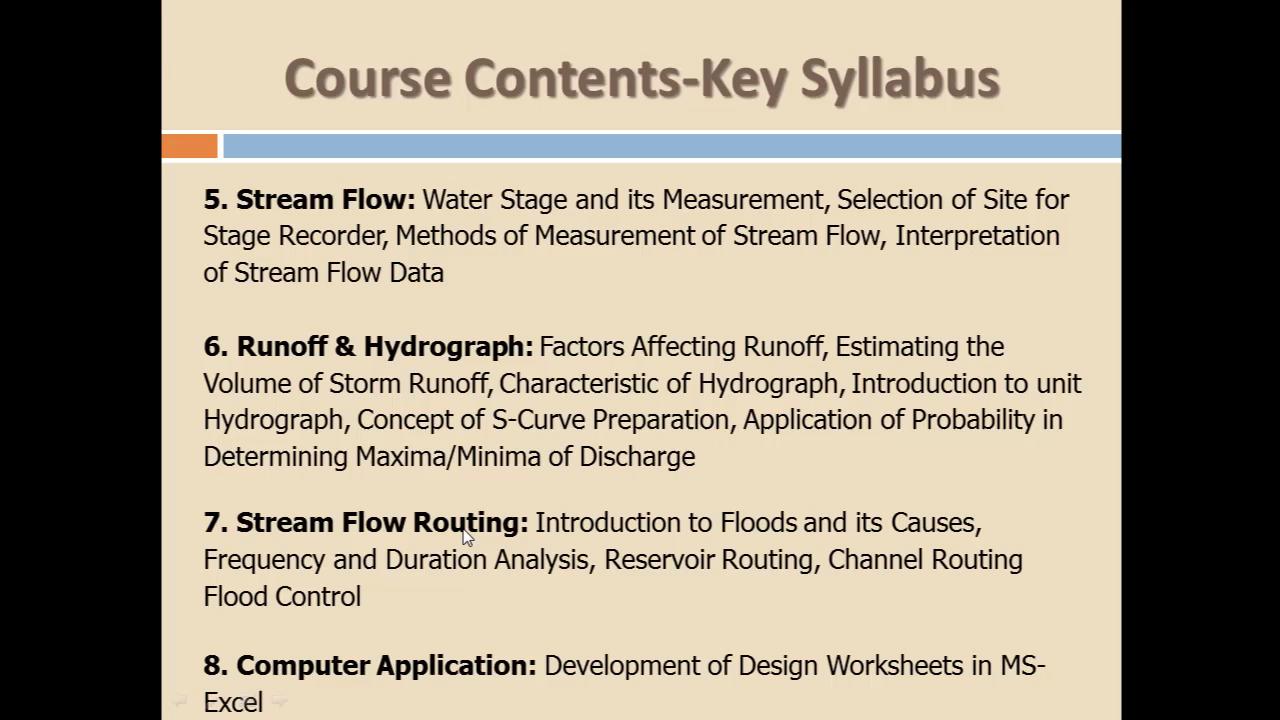 Course Contents-Key Syllabus
5. Stream Flow: Water Stage and its Measurement, Selection of Site for
Stage Recorder, Methods of Measurement of Stream Flow, Interpretation
of Stream Flow Data
6. Runoff & Hydrograph: Factors Affecting Runoff, Estimating the
Volume of Storm Runoff, Characteristic of Hydrograph, Introduction to unit
Hydrograph, Concept of S-Curve Preparation, Application of Probability in
Determining Maxima/Minima of Discharge
7. Stream Flow Routing: Introduction to Floods and its Causes,
Frequency and Duration Analysis, Reservoir Routing, Channel Routing
Flood Control
8. Computer Application: Development of Design Worksheets in MS-
Excel